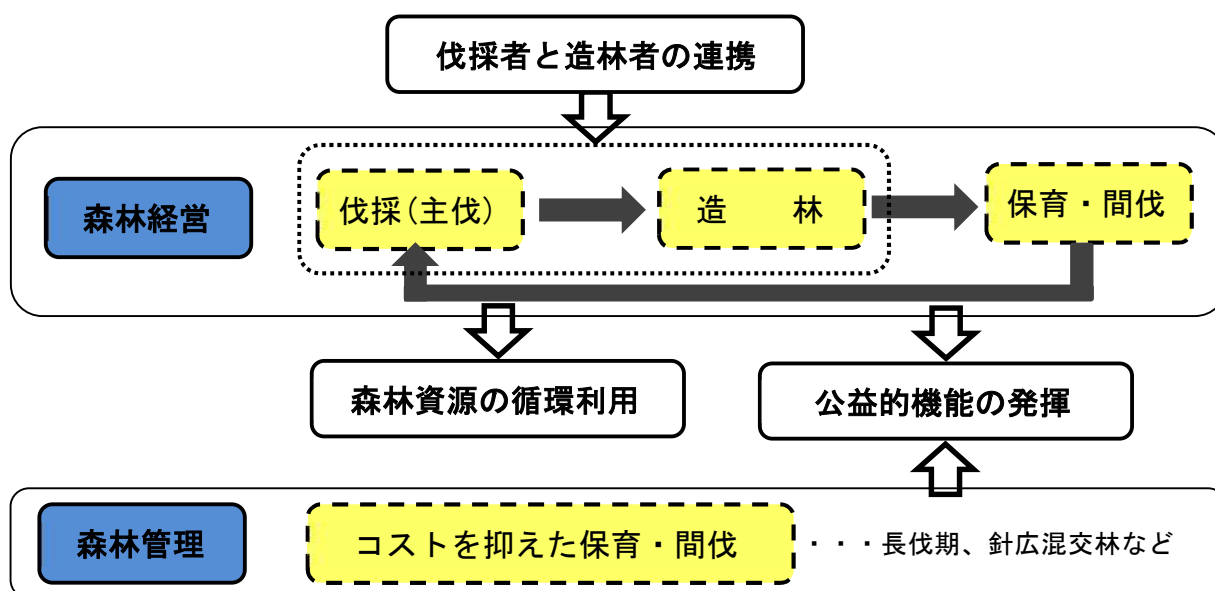 伐採者と造林者の連携
森林経営
伐採(主伐)
造　　林
保育・間伐
森林資源の循環利用
公益的機能の発揮
森林管理
コストを抑えた保育・間伐
・・・長伐期、針広混交林など